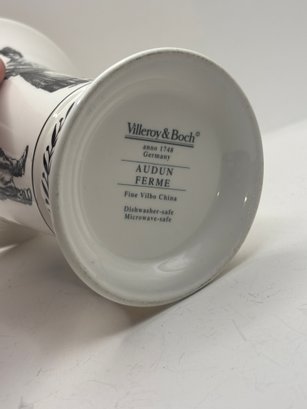 Villeroy & Boch®
anno 1748
Germany
AUDUN
FERME
Fine Vilbo China
Dishwasher-safe
Microwave-safe